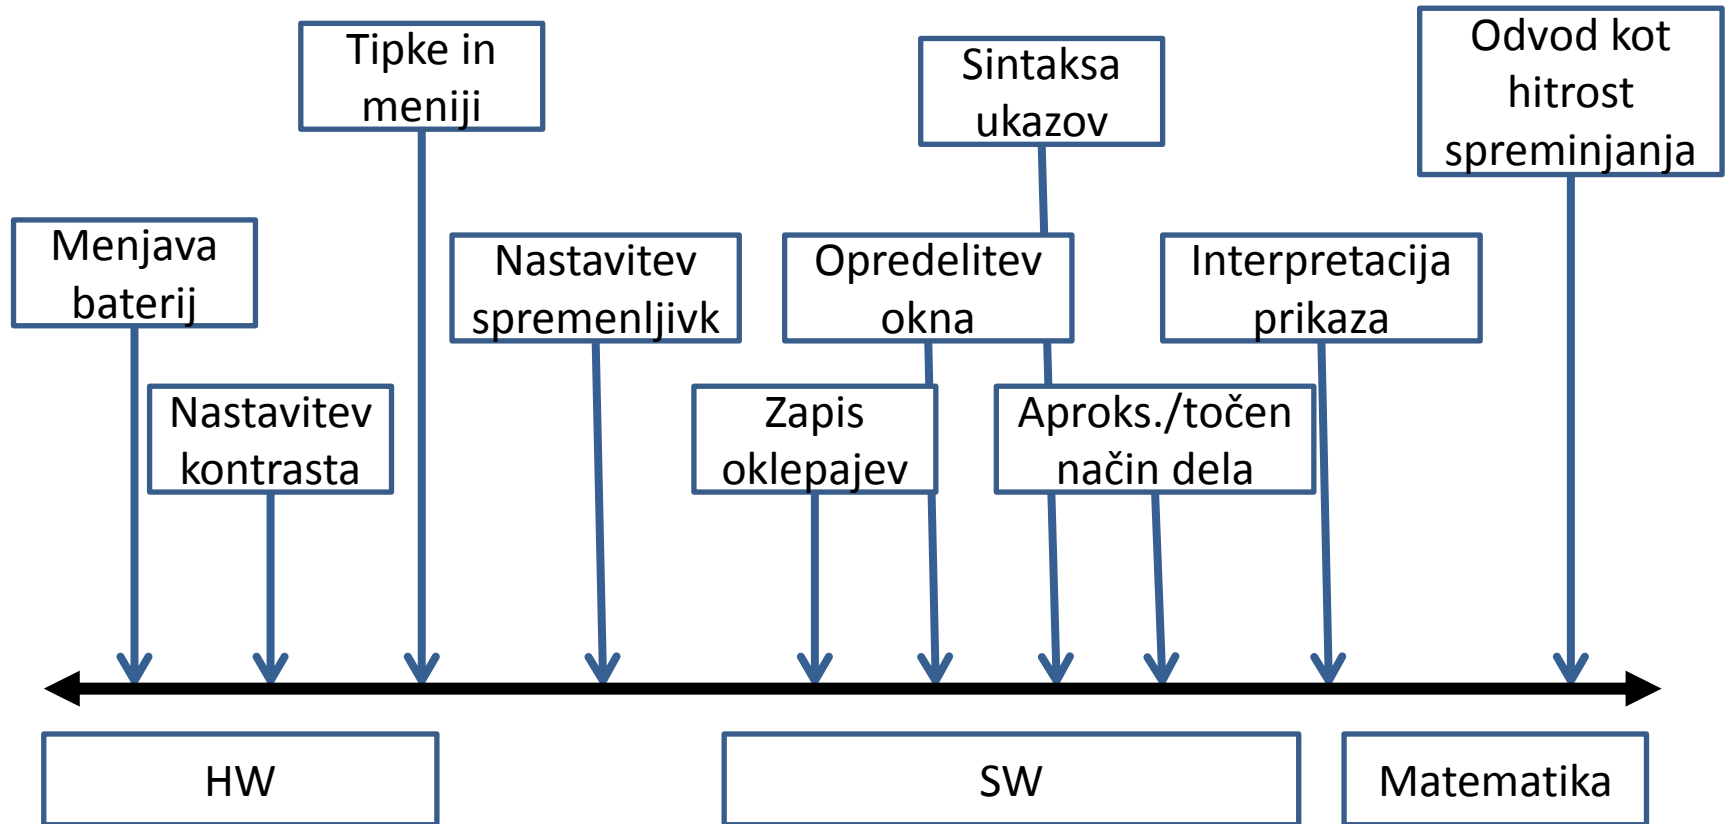 Tipke in
meniji
Sintaksa
ukazov
Odvod kot
hitrost
spreminjanja
Menjava
baterij
Nastavitev
spremenljivk
Opredelitev
okna
Interpretacija
prikaza
Nastavitev
kontrasta
Zapis
oklepajev
Aproks./točen
način dela
HW
SW
Matematika